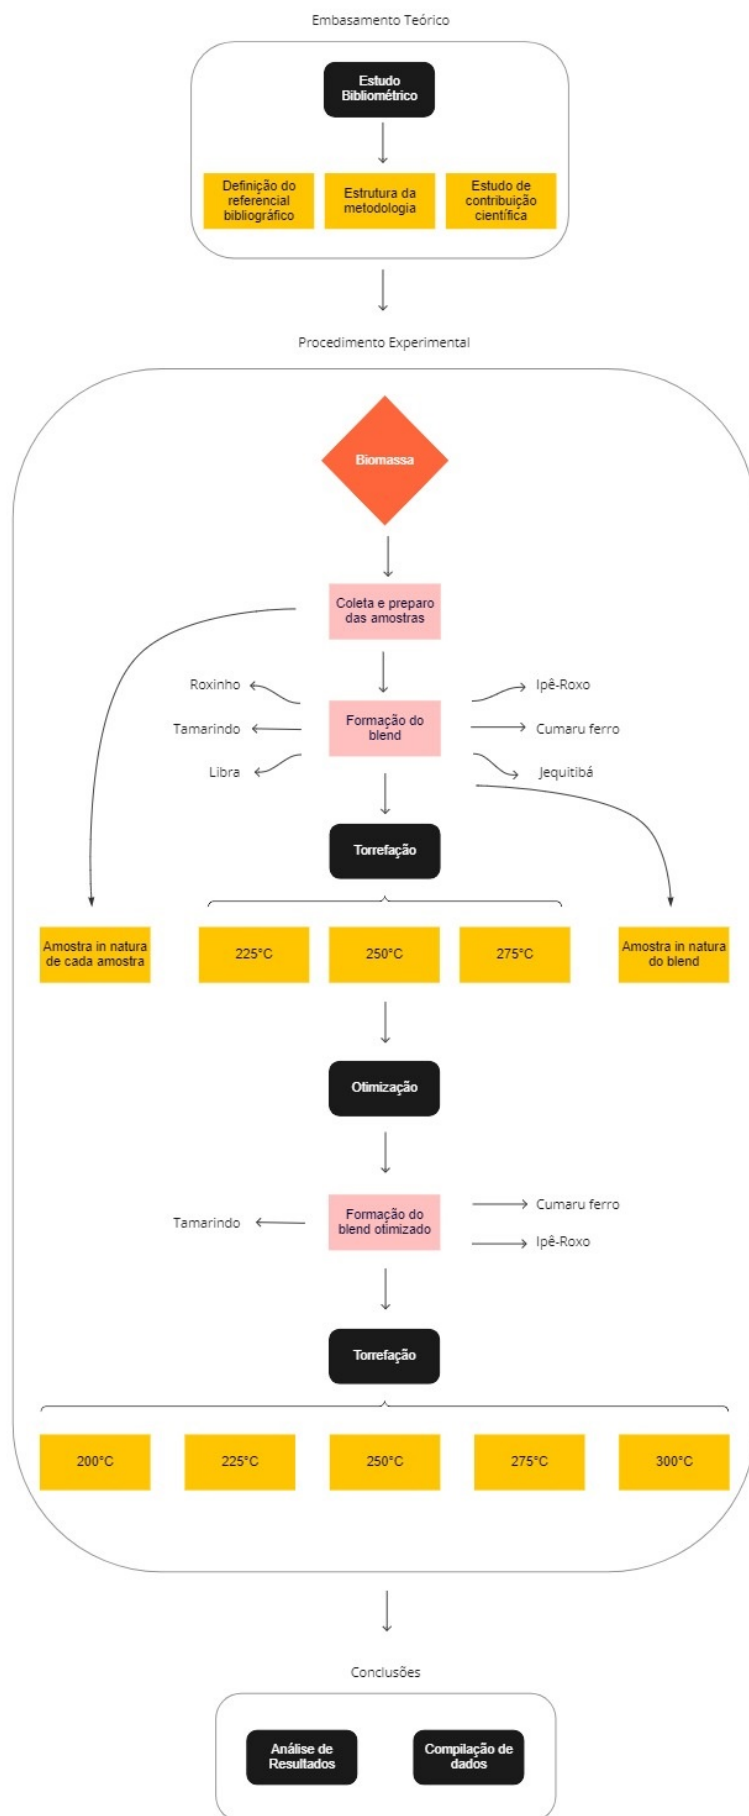 Embasamento Teórico
Estudo
Bibliométrico
Definição do
referencial
bibliográfico
Estrutura da
metodologia
Estudo de
contribuição
científica
Procedimento Experimental
Biomassa
Coleta e preparo
das amostras
Roxinho
Ipê-Roxo
Tamarindo
Formação do
blend
Cumaru ferro
Libra
Jequitibá
Torrefação
Amostra in natura
de cada amostra
225°C
250°C
275°C
Amostra in natura
do blend
Otimização
Tamarindo
Formação do
blend otimizado
Cumaru ferro
Ipê-Roxo
Torrefação
200°C
225°C
250°C
275°C
300°C
Conclusões
Análise de
Resultados
Compilação de
dados